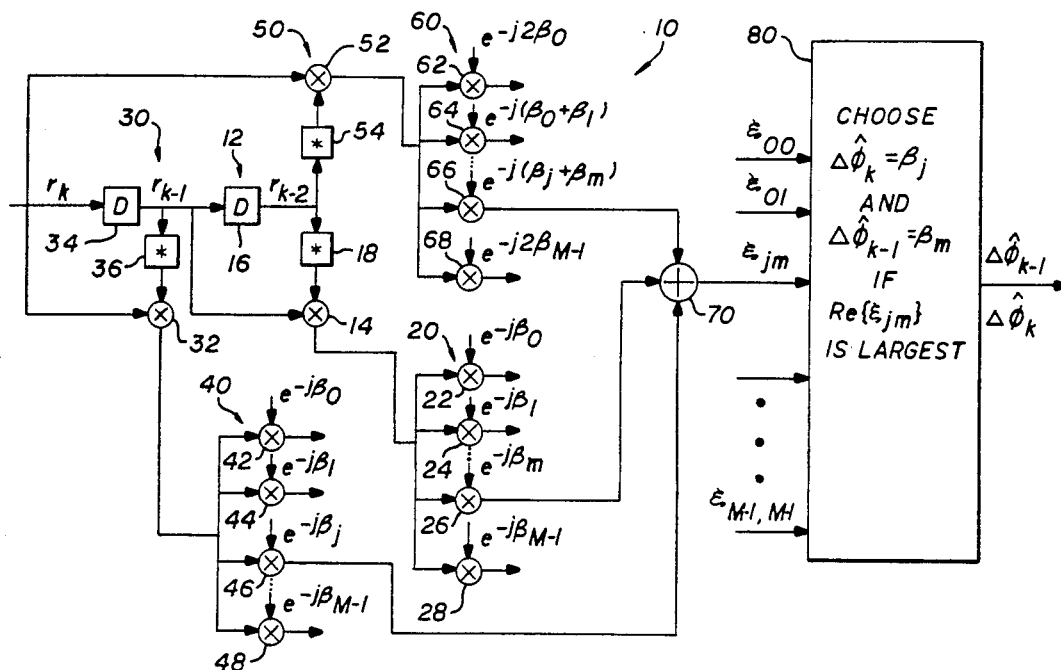 50
52
60
e^{-j2β_0}
10
80
62
e^{-j(β_0+β_1)}
30
12
54
64
e^{-j(β_j+β_m)}
CHOOSE
Δφ̂_k = β_j
AND
Δφ̂_{k-1} = β_m
IF
Re{ξ_{jm}}
IS LARGEST
ξ_{00}
ξ_{01}
ξ_{jm}
ξ_{M-1, M-1}
Δφ̂_{k-1}
Δφ̂_k
r_k
D
r_{k-1}
D
r_{k-2}
*
66
34
36
*
16
*
18
68
e^{-j2β_{M-1}}
+
70
32
14
20
e^{-jβ_0}
22
e^{-jβ_1}
24
e^{-jβ_m}
26
e^{-jβ_{M-1}}
28
40
e^{-jβ_0}
42
e^{-jβ_1}
44
e^{-jβ_j}
46
e^{-jβ_{M-1}}
48